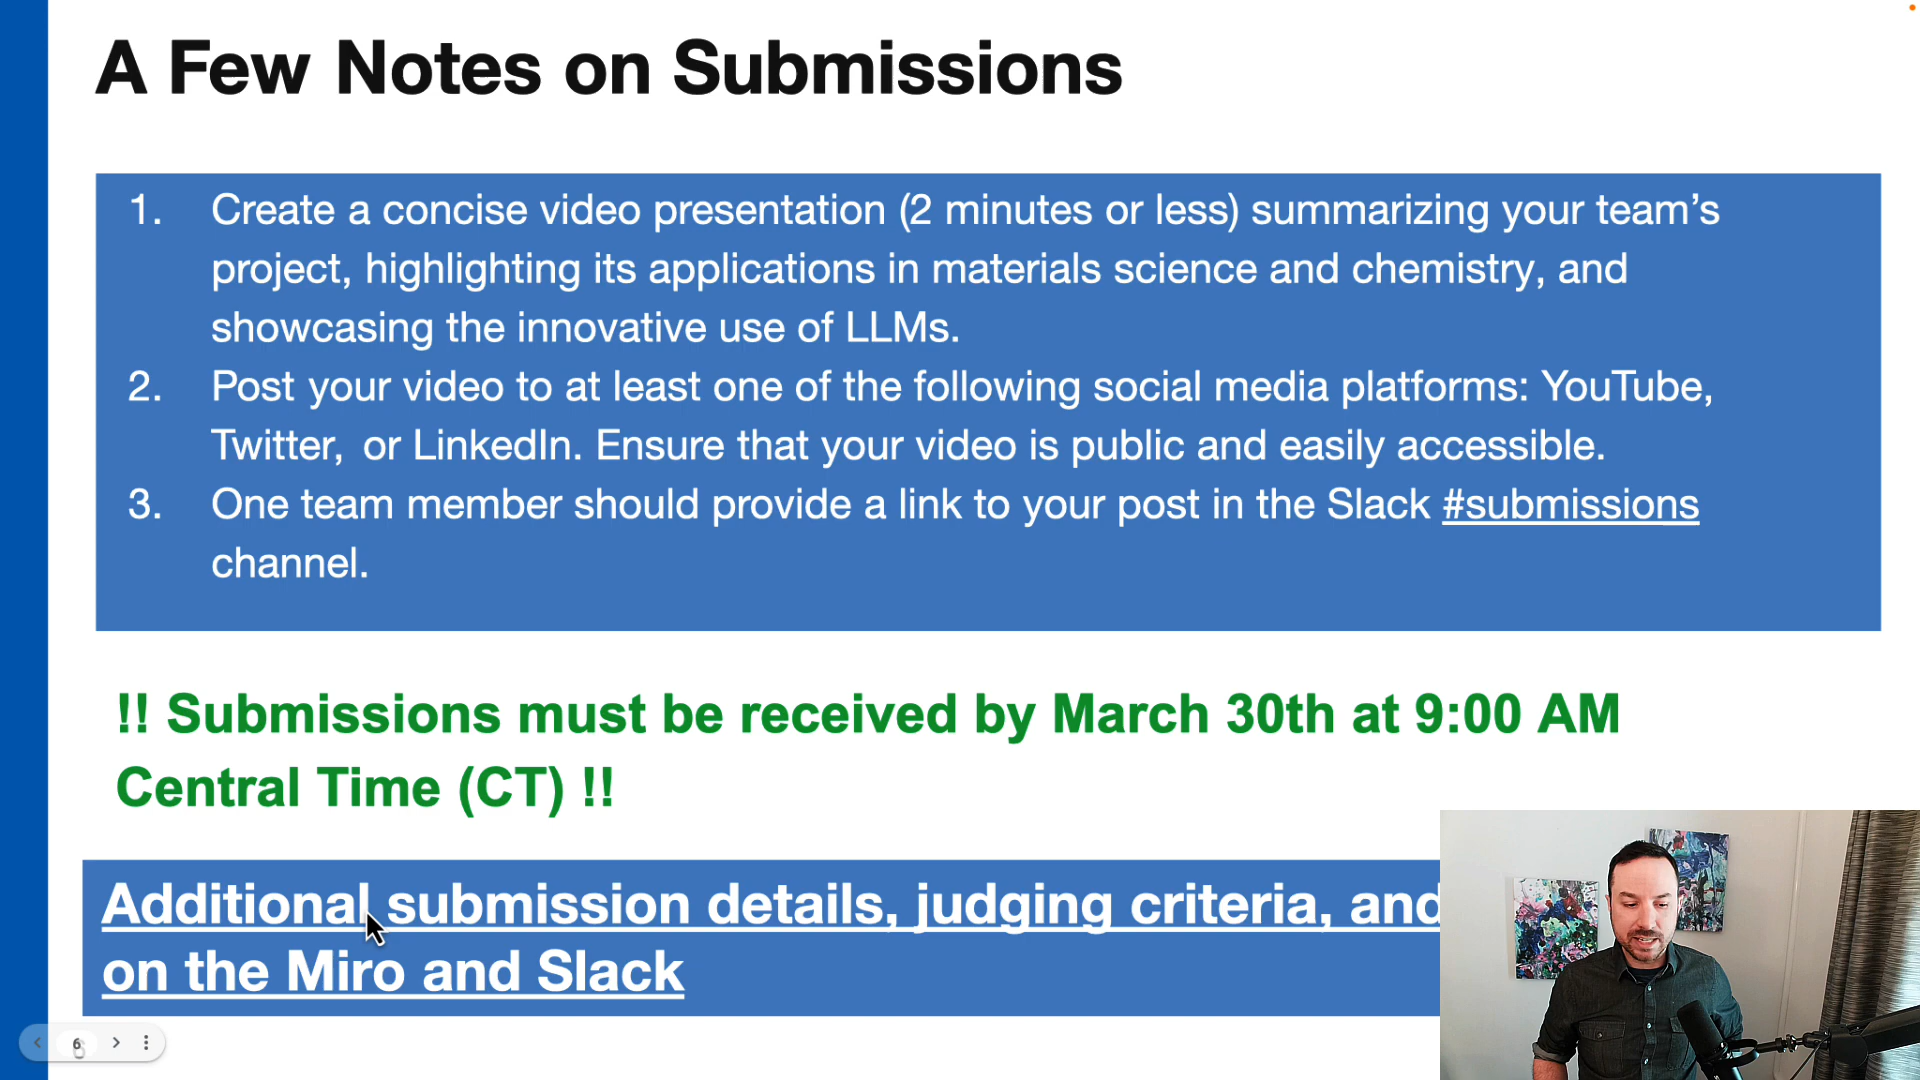 A Few Notes on Submissions
1. Create a concise video presentation (2 minutes or less) summarizing your team’s
project, highlighting its applications in materials science and chemistry, and
showcasing the innovative use of LLMs.
2. Post your video to at least one of the following social media platforms: YouTube,
Twitter, or LinkedIn. Ensure that your video is public and easily accessible.
3. One team member should provide a link to your post in the Slack #submissions
channel.
!! Submissions must be received by March 30th at 9:00 AM
Central Time (CT) !!
Additional submission details, judging criteria, and
on the Miro and Slack
6